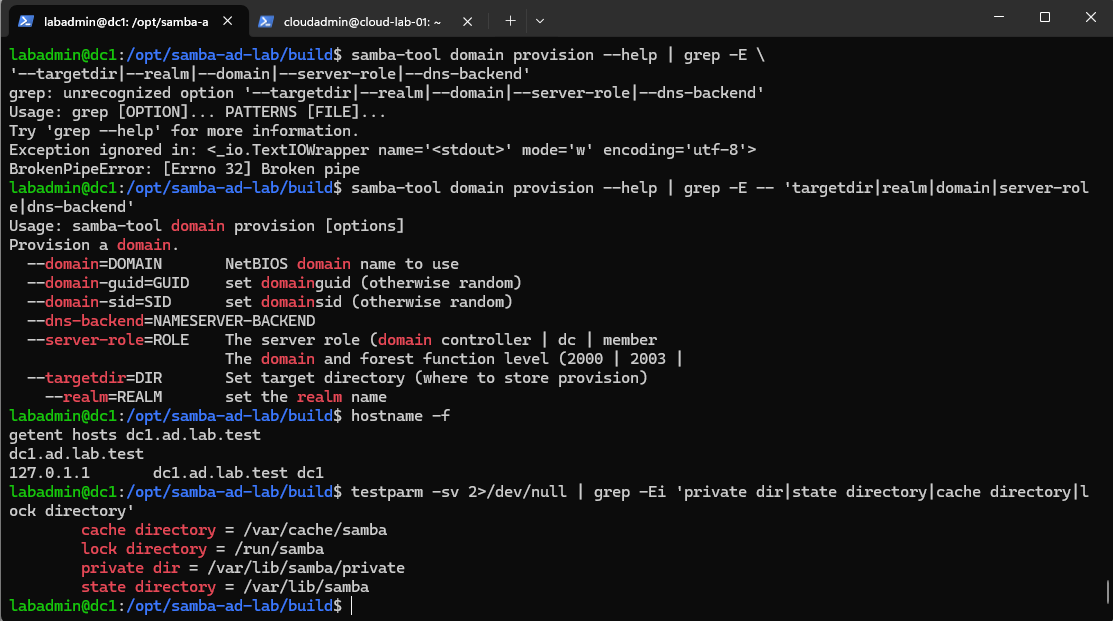 labadmin@dc1: /opt/samba-a
cloudadmin@cloud-lab-01: ~
labadmin@dc1:/opt/samba-ad-lab/build$ samba-tool domain provision --help | grep -E \
'--targetdir|--realm|--domain|--server-role|--dns-backend'
grep: unrecognized option '--targetdir|--realm|--domain|--server-role|--dns-backend'
Usage: grep [OPTION]... PATTERNS [FILE]...
Try 'grep --help' for more information.
Exception ignored in: <_io.TextIOWrapper name='<stdout>' mode='w' encoding='utf-8'>
BrokenPipeError: [Errno 32] Broken pipe
labadmin@dc1:/opt/samba-ad-lab/build$ samba-tool domain provision --help | grep -E -- 'targetdir|realm|domain|server-rol
e|dns-backend'
Usage: samba-tool domain provision [options]
Provision a domain.
  --domain=DOMAIN       NetBIOS domain name to use
  --domain-guid=GUID    set domainguid (otherwise random)
  --domain-sid=SID      set domainsid (otherwise random)
  --dns-backend=NAMESERVER-BACKEND
  --server-role=ROLE    The server role (domain controller | dc | member
                        The domain and forest function level (2000 | 2003 |
  --targetdir=DIR       Set target directory (where to store provision)
    --realm=REALM       set the realm name
labadmin@dc1:/opt/samba-ad-lab/build$ hostname -f
getent hosts dc1.ad.lab.test
dc1.ad.lab.test
127.0.1.1       dc1.ad.lab.test dc1
labadmin@dc1:/opt/samba-ad-lab/build$ testparm -sv 2>/dev/null | grep -Ei 'private dir|state directory|cache directory|l
ock directory'
        cache directory = /var/cache/samba
        lock directory = /run/samba
        private dir = /var/lib/samba/private
        state directory = /var/lib/samba
labadmin@dc1:/opt/samba-ad-lab/build$